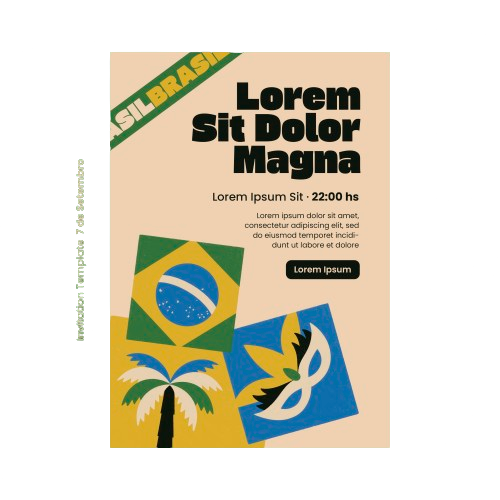 ASILBRASIL
Lorem
Sit Dolor
Magna
Lorem Ipsum Sit · 22:00 hs
Lorem ipsum dolor sit amet,
consectetur adipiscing elit, sed
do eiusmod temporet incidi-
dunt ut labore et dolore
Lorem Ipsum
Invitation Template 7 de Setembro